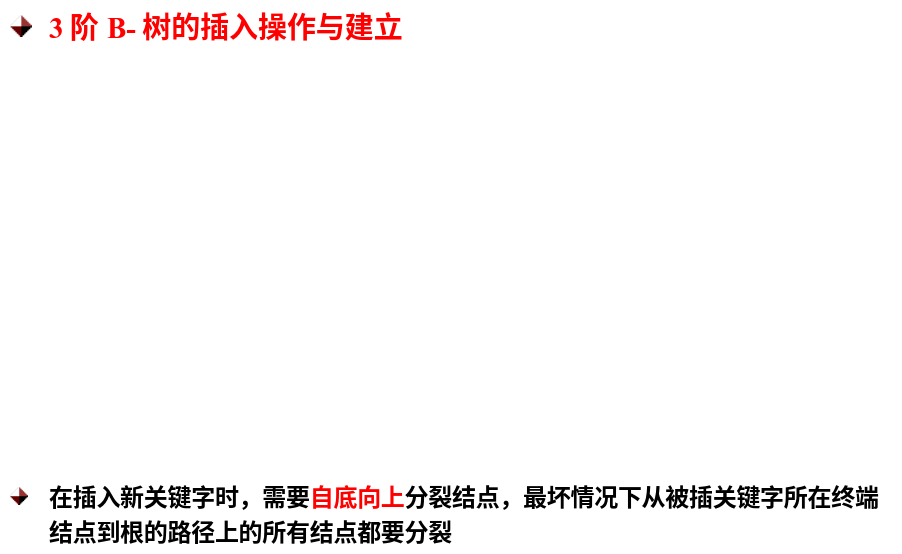 3 阶 B- 树的插入操作与建立
在插入新关键字时，需要自底向上分裂结点，最坏情况下从被插关键字所在终端
结点到根的路径上的所有结点都要分裂